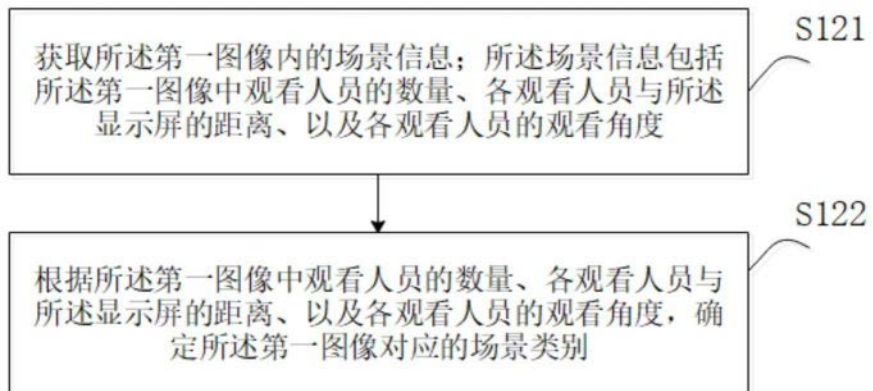 S121
获取所述第一图像内的场景信息；所述场景信息包括
所述第一图像中观看人员的数量、各观看人员与所述
显示屏的距离、以及各观看人员的观看角度
S122
根据所述第一图像中观看人员的数量、各观看人员与
所述显示屏的距离、以及各观看人员的观看角度，确
定所述第一图像对应的场景类别